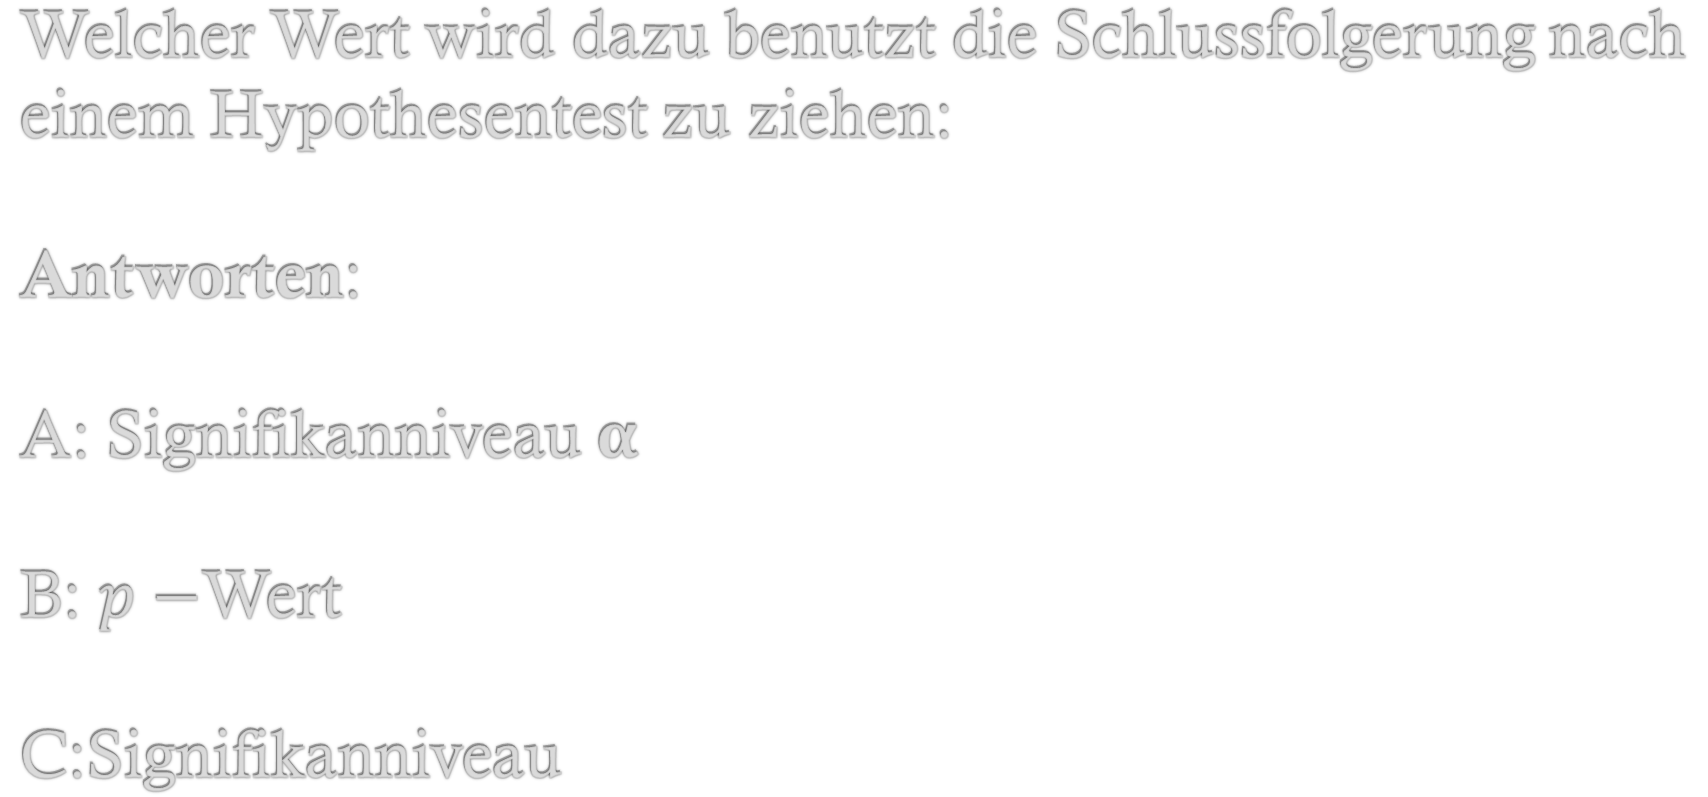 Welcher Wert wird dazu benutzt die Schlussfolgerung nach
einem Hypothesentest zu ziehen:
Antworten:
A: Signifikanniveau α
B: p −Wert
C:Signifikanniveau